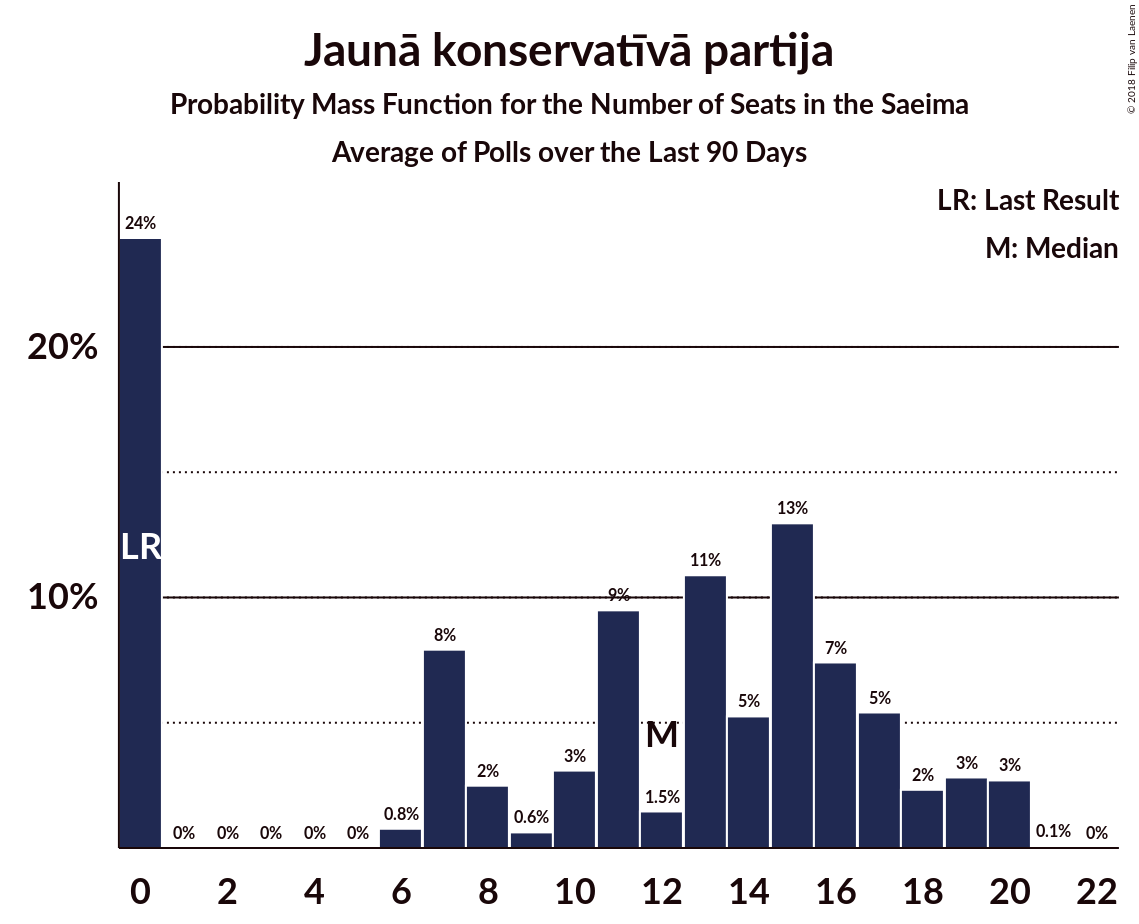 © 2018 Filip van Laenen
Jaunā konservatīvā partija
Probability Mass Function for the Number of Seats in the Saeima
Average of Polls over the Last 90 Days
LR: Last Result
M: Median
20%
10%
24%
0%
0%
0%
0%
0%
0.8%
8%
2%
0.6%
3%
9%
1.5%
11%
5%
13%
7%
5%
2%
3%
3%
0.1%
0%
LR
M
0 2 4 6 8 10 12 14 16 18 20 22